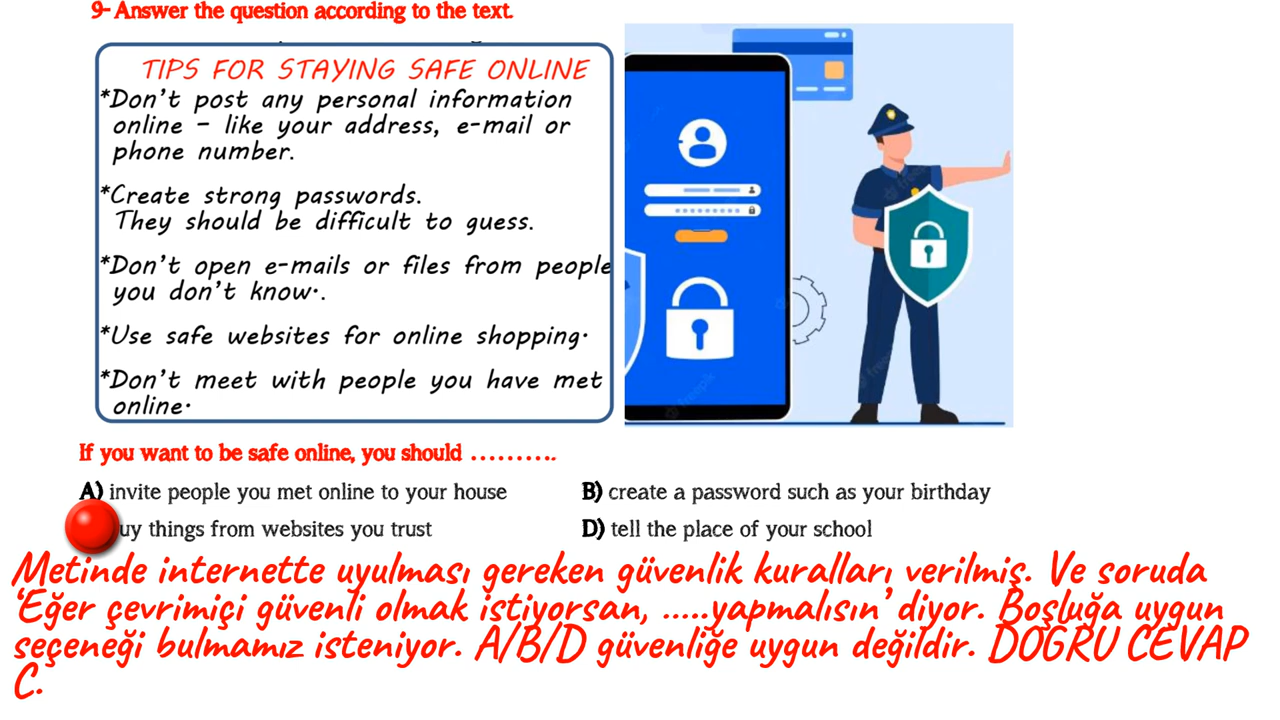 9- Answer the question according to the text.
TIPS FOR STAYING SAFE ONLINE
*Don't post any personal information
online – like your address, e-mail or
phone number.
*Create strong passwords.
They should be difficult to guess.
*Don't open e-mails or files from people
you don't know·.
*Use safe websites for online shopping·
*Don't meet with people you have met
online·
If you want to be safe online, you should ……….
A) invite people you met online to your house
B) create a password such as your birthday
uy things from websites you trust
D) tell the place of your school
Metinde internette uyulması gereken güvenlik kuralları verilmiş. Ve soruda
'Eğer çevrimiçi güvenli olmak istiyorsan, .....yapmalısın' diyor. Boşluğa uygun
seçeneği bulmamız isteniyor. A/B/D güvenliğe uygun değildir. DOĞRU CEVAP
C.